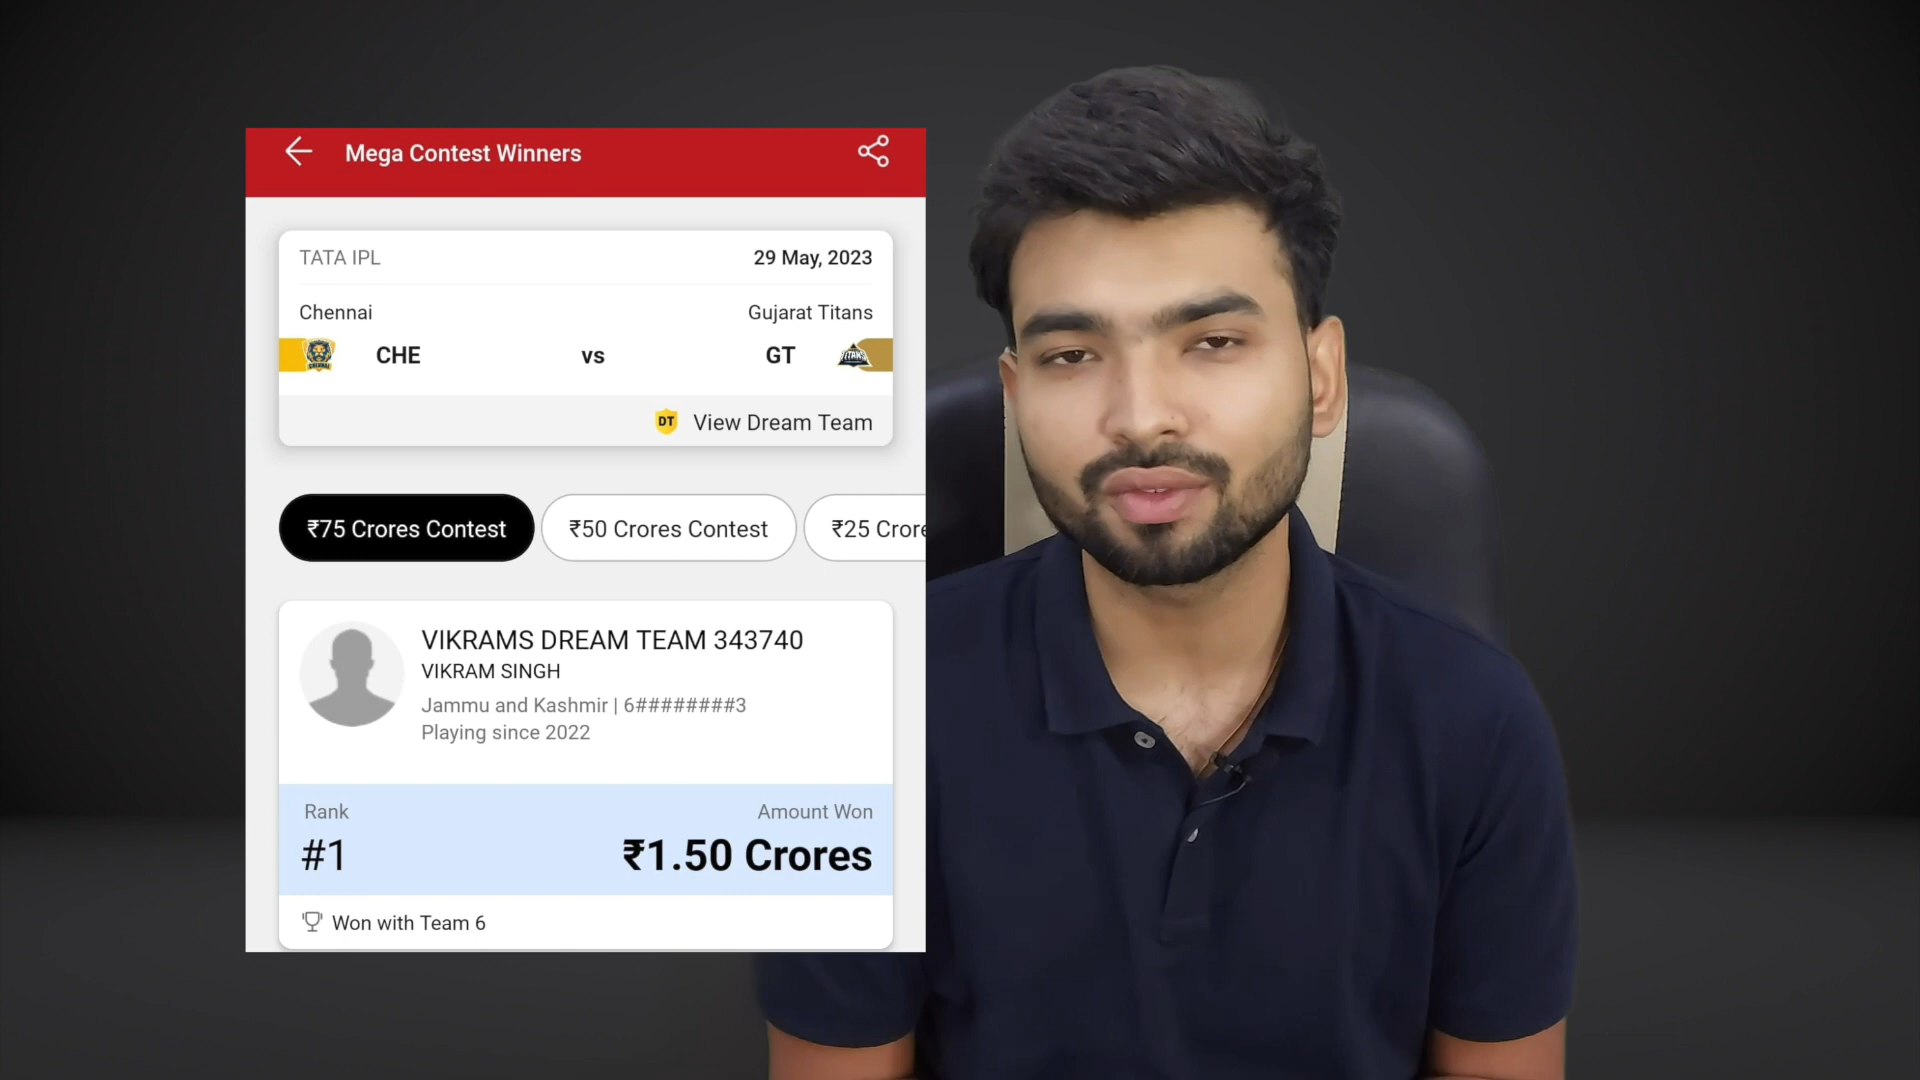 Mega Contest Winners
TATA IPL
29 May, 2023
Chennai
Gujarat Titans
CHE
vs
GT
TITANS
DT
View Dream Team
₹75 Crores Contest
₹50 Crores Contest
₹25 Crore
VIKRAMS DREAM TEAM 343740
VIKRAM SINGH
Jammu and Kashmir | 6########3
Playing since 2022
Rank
Amount Won
#1
₹1.50 Crores
Won with Team 6